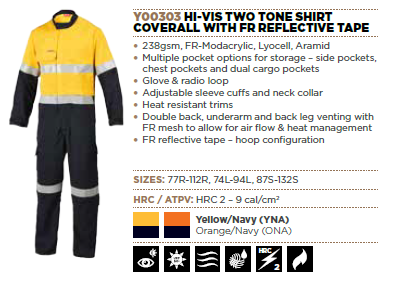 Y00303 HI-VIS TWO TONE SHIRT
COVERALL WITH FR REFLECTIVE TAPE
• 238gsm, FR-Modacrylic, Lyocell, Aramid
• Multiple pocket options for storage – side pockets,
chest pockets and dual cargo pockets
• Glove & radio loop
• Adjustable sleeve cuffs and neck collar
• Heat resistant trims
• Double back, underarm and back leg venting with
FR mesh to allow for air flow & heat management
• FR reflective tape – hoop configuration
SIZES: 77R-112R, 74L-94L, 87S-132S
HRC / ATPV: HRC 2 – 9 cal/cm²
Yellow/Navy (YNA)
Orange/Navy (ONA)
HRC
2